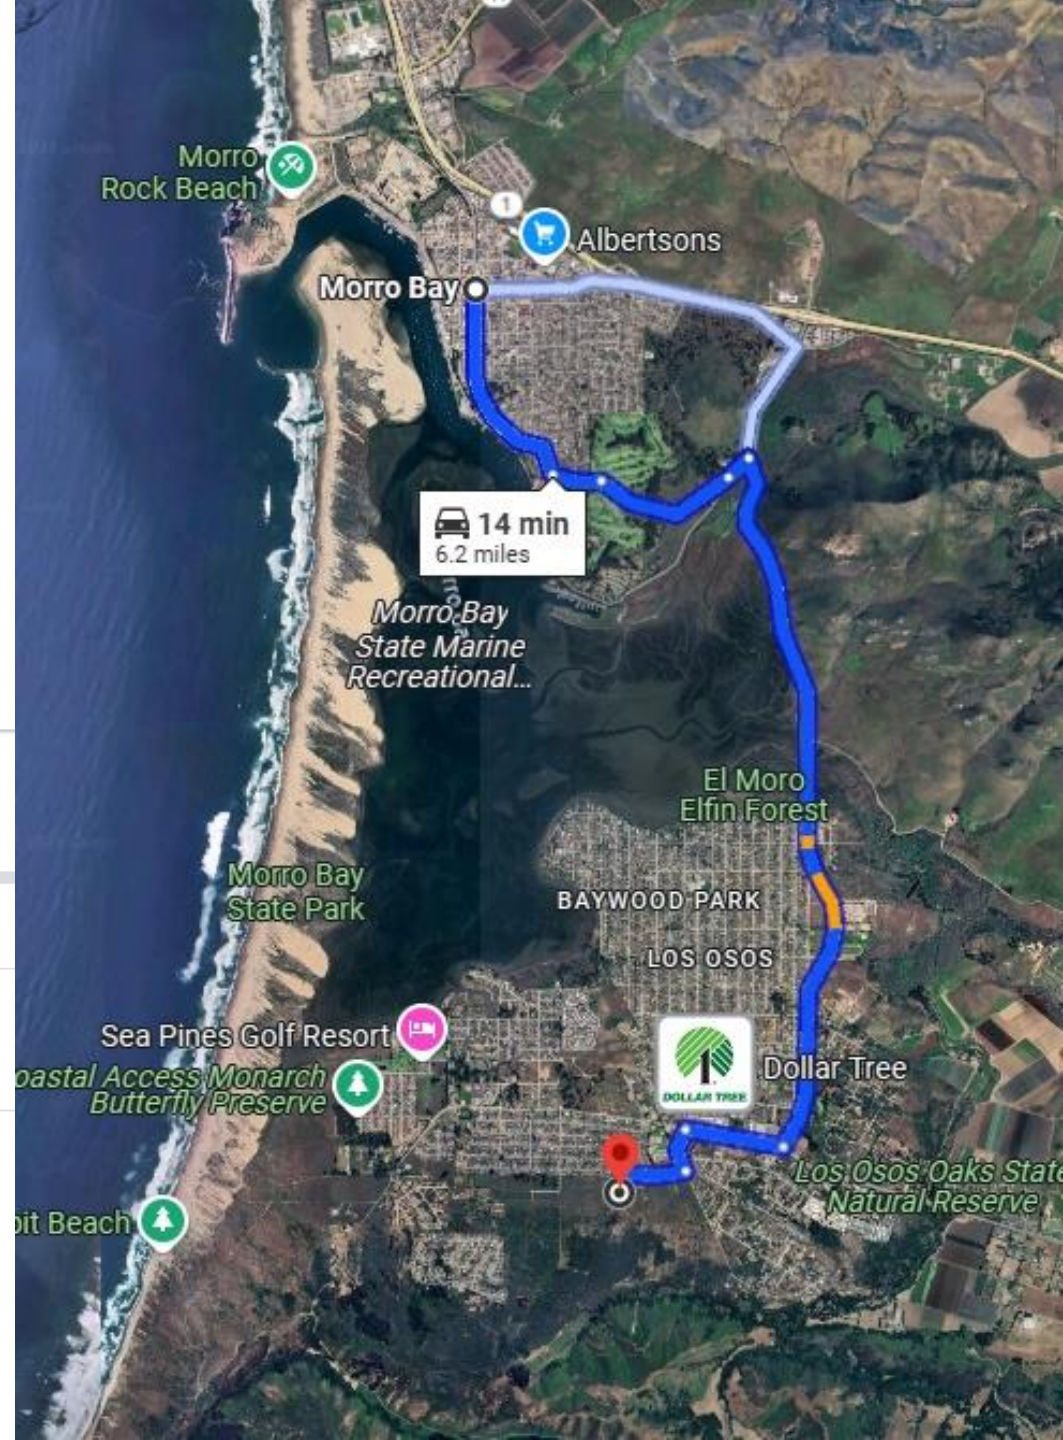 Morro
Rock Beach
1
Albertsons
Morro Bay
14 min
6.2 miles
Morro Bay
State Marine
Recreational...
El Moro
Elfin Forest
Morro Bay
State Park
BAYWOOD PARK
LOS OSOS
Sea Pines Golf Resort
oastal Access Monarch
Butterfly Preserve
DOLLAR TREE
Dollar Tree
Los Osos Oaks State
Natural Reserve
pit Beach